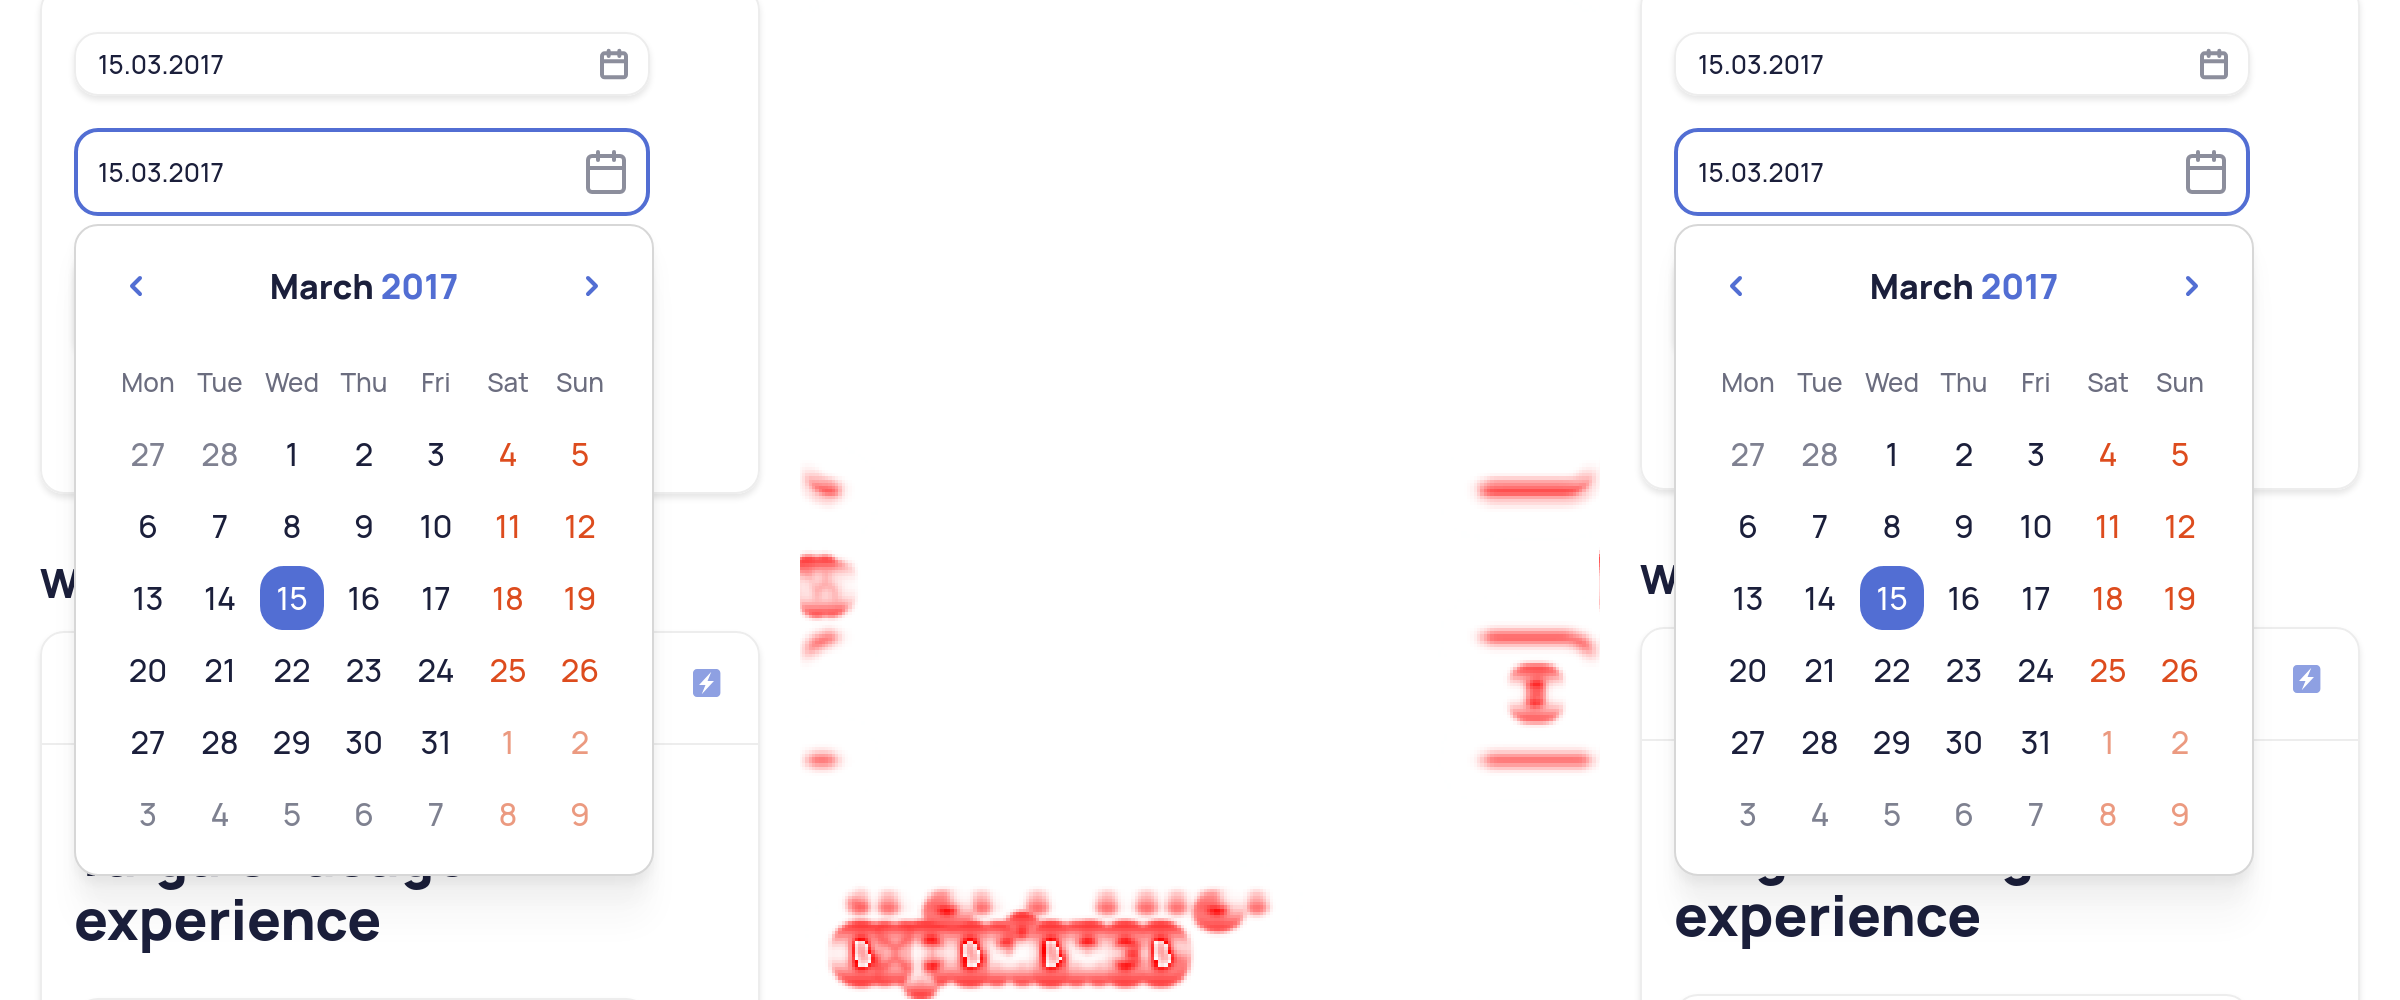 15.03.2017
15.03.2017
March 2017
Mon Tue Wed Thu Fri Sat Sun
27 28 1 2 3 4 5
6 7 8 9 10 11 12
13 14 15 16 17 18 19
20 21 22 23 24 25 26
27 28 29 30 31 1 2
3 4 5 6 7 8 9
experience
15.03.2017
15.03.2017
March 2017
Mon Tue Wed Thu Fri Sat Sun
27 28 1 2 3 4 5
6 7 8 9 10 11 12
13 14 15 16 17 18 19
20 21 22 23 24 25 26
27 28 29 30 31 1 2
3 4 5 6 7 8 9
experience